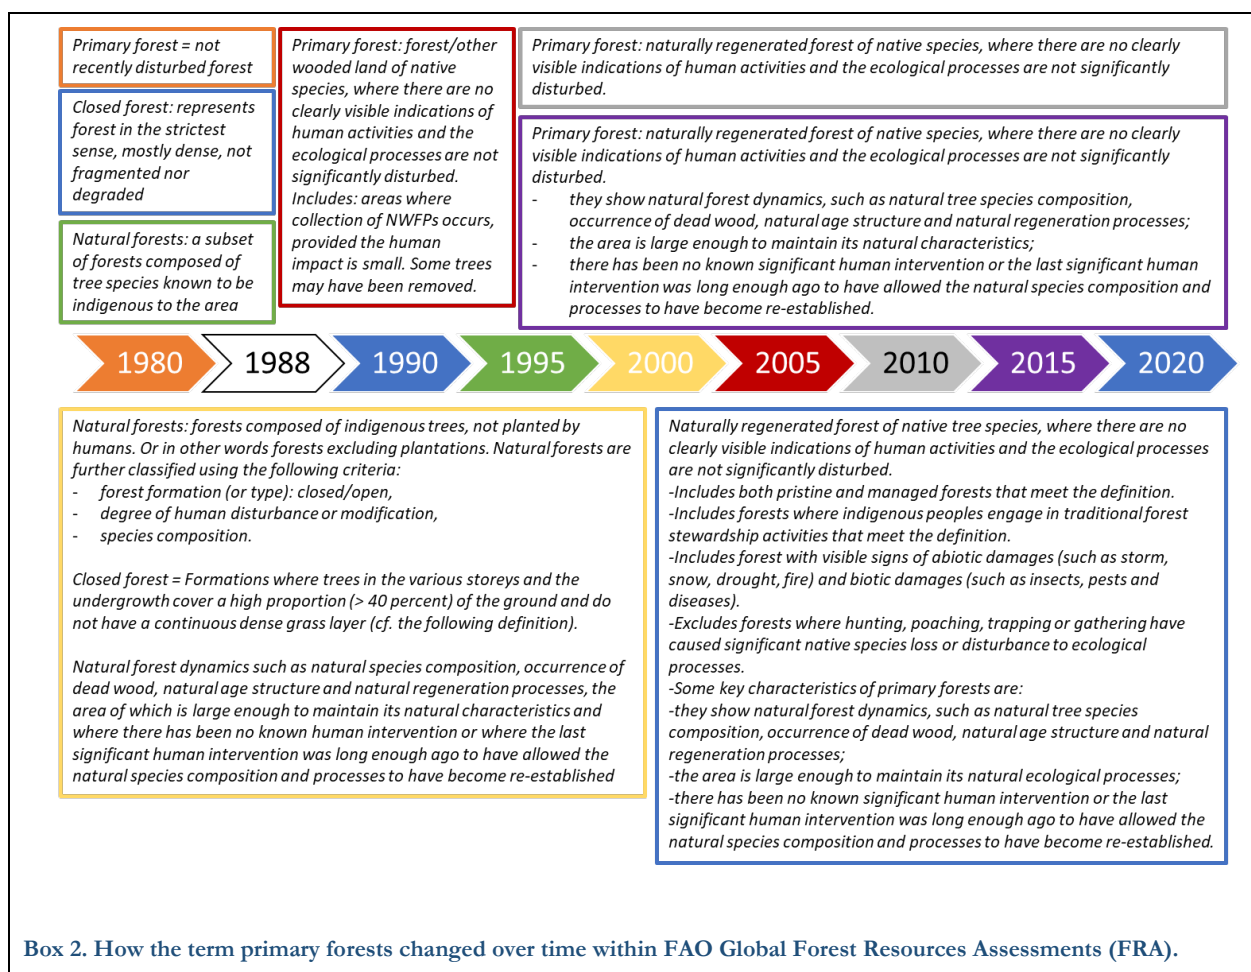 Primary forest = not
recently disturbed forest
Closed forest: represents
forest in the strictest
sense, mostly dense, not
fragmented nor
degraded
Natural forests: a subset
of forests composed of
tree species known to be
indigenous to the area
Primary forest: forest/other
wooded land of native
species, where there are no
clearly visible indications of
human activities and the
ecological processes are not
significantly disturbed.
Includes: areas where
collection of NWFPs occurs,
provided the human
impact is small. Some trees
may have been removed.
Primary forest: naturally regenerated forest of native species, where there are no clearly
visible indications of human activities and the ecological processes are not significantly
disturbed.
Primary forest: naturally regenerated forest of native species, where there are no clearly
visible indications of human activities and the ecological processes are not significantly
disturbed.
- they show natural forest dynamics, such as natural tree species composition,
occurrence of dead wood, natural age structure and natural regeneration processes;
- the area is large enough to maintain its natural characteristics;
- there has been no known significant human intervention or the last significant human
intervention was long enough ago to have allowed the natural species composition and
processes to have become re-established.
1980 1988 1990 1995 2000 2005 2010 2015 2020
Natural forests: forests composed of indigenous trees, not planted by
humans. Or in other words forests excluding plantations. Natural forests are
further classified using the following criteria:
- forest formation (or type): closed/open,
- degree of human disturbance or modification,
- species composition.
Closed forest = Formations where trees in the various storeys and the
undergrowth cover a high proportion (> 40 percent) of the ground and do
not have a continuous dense grass layer (cf. the following definition).
Natural forest dynamics such as natural species composition, occurrence of
dead wood, natural age structure and natural regeneration processes, the
area of which is large enough to maintain its natural characteristics and
where there has been no known human intervention or where the last
significant human intervention was long enough ago to have allowed the
natural species composition and processes to have become re-established
Naturally regenerated forest of native tree species, where there are no
clearly visible indications of human activities and the ecological processes
are not significantly disturbed.
-Includes both pristine and managed forests that meet the definition.
-Includes forests where indigenous peoples engage in traditional forest
stewardship activities that meet the definition.
-Includes forest with visible signs of abiotic damages (such as storm,
snow, drought, fire) and biotic damages (such as insects, pests and
diseases).
-Excludes forests where hunting, poaching, trapping or gathering have
caused significant native species loss or disturbance to ecological
processes.
-Some key characteristics of primary forests are:
-they show natural forest dynamics, such as natural tree species
composition, occurrence of dead wood, natural age structure and natural
regeneration processes;
-the area is large enough to maintain its natural ecological processes;
-there has been no known significant human intervention or the last
significant human intervention was long enough ago to have allowed the
natural species composition and processes to have become re-established.
Box 2. How the term primary forests changed over time within FAO Global Forest Resources Assessments (FRA).